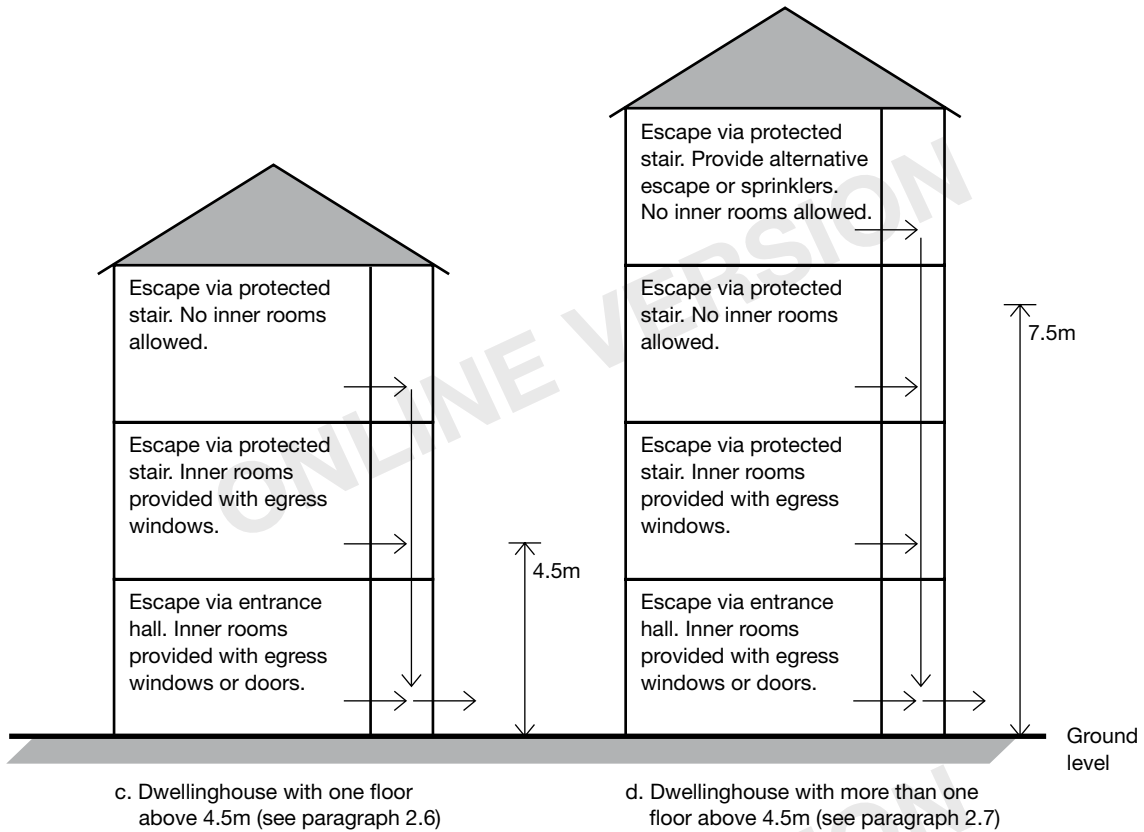 Escape via protected
stair. No inner rooms
allowed.
Escape via protected
stair. Inner rooms
provided with egress
windows.
Escape via entrance
hall. Inner rooms
provided with egress
windows or doors.
4.5m
c. Dwellinghouse with one floor
above 4.5m (see paragraph 2.6)
Escape via protected
stair. Provide alternative
escape or sprinklers.
No inner rooms allowed.
Escape via protected
stair. No inner rooms
allowed.
Escape via protected
stair. Inner rooms
provided with egress
windows.
Escape via entrance
hall. Inner rooms
provided with egress
windows or doors.
7.5m
Ground
level
d. Dwellinghouse with more than one
floor above 4.5m (see paragraph 2.7)
ONLINE VERSION